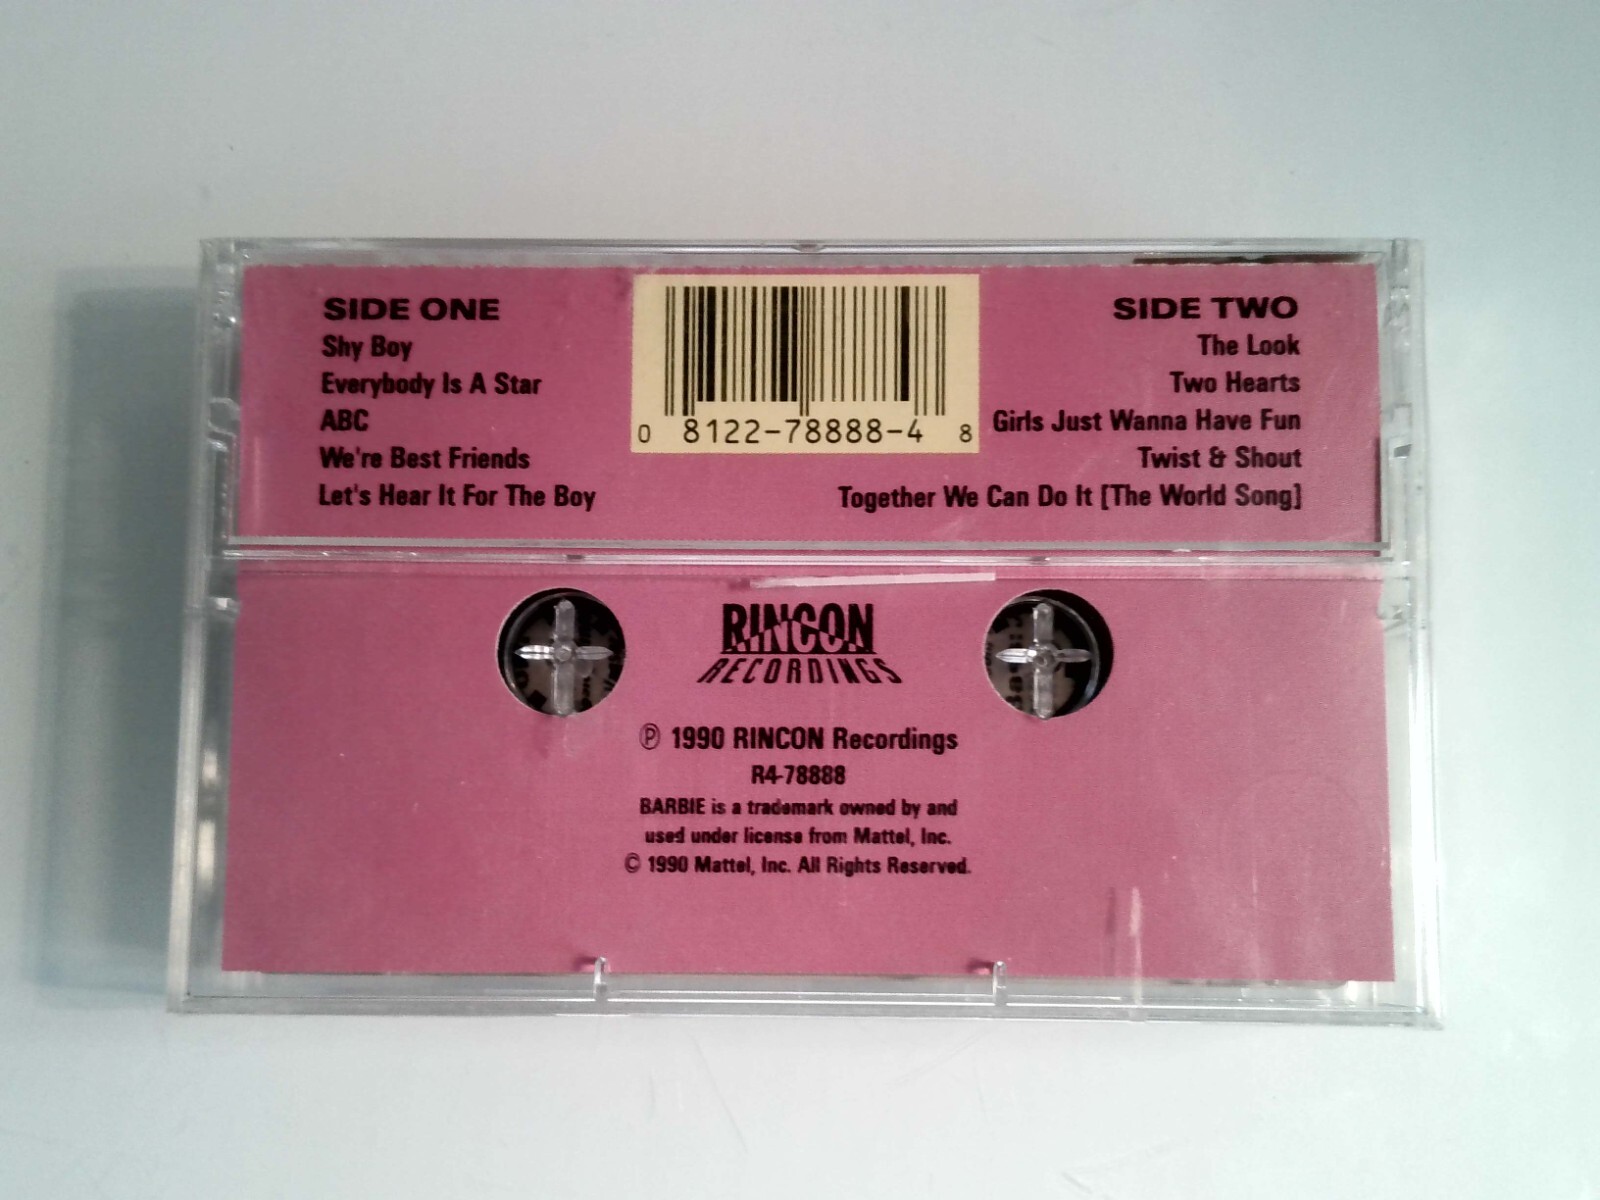 SIDE ONE
Shy Boy
Everybody Is A Star
ABC
We're Best Friends
Let's Hear It For The Boy
0 8122-78888-4 8
SIDE TWO
The Look
Two Hearts
Girls Just Wanna Have Fun
Twist & Shout
Together We Can Do It [The World Song]
RINCON
RECORDINGS
℗ 1990 RINCON Recordings
R4-78888
BARBIE is a trademark owned by and
used under license from Mattel, Inc.
© 1990 Mattel, Inc. All Rights Reserved.